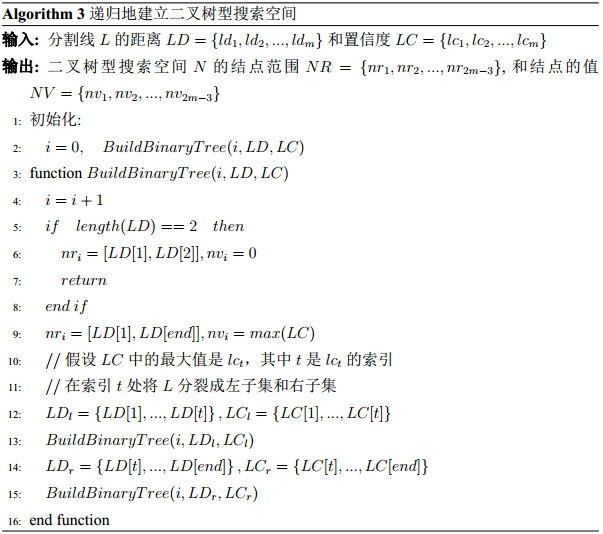 Algorithm 3 递归地建立二叉树型搜索空间
输入: 分割线 L 的距离 LD = {ld₁, ld₂, ..., ldₘ} 和置信度 LC = {lc₁, lc₂, ..., lcₘ}
输出: 二叉树型搜索空间 N 的结点范围 NR = {nr₁, nr₂, ..., nr₂ₘ₋₃}, 和结点的值
NV = {nv₁, nv₂, ..., nv₂ₘ₋₃}
1: 初始化:
2: i = 0, BuildBinaryTree(i, LD, LC)
3: function BuildBinaryTree(i, LD, LC)
4: i = i + 1
5: if length(LD) == 2 then
6: nrᵢ = [LD[1], LD[2]], nvᵢ = 0
7: return
8: end if
9: nrᵢ = [LD[1], LD[end]], nvᵢ = max(LC)
10: // 假设 LC 中的最大值是 lcₜ，其中 t 是 lcₜ 的索引
11: // 在索引 t 处将 L 分裂成左子集和右子集
12: LDₗ = {LD[1], ..., LD[t]}, LCₗ = {LC[1], ..., LC[t]}
13: BuildBinaryTree(i, LDₗ, LCₗ)
14: LDᵣ = {LD[t], ..., LD[end]}, LCᵣ = {LC[t], ..., LC[end]}
15: BuildBinaryTree(i, LDᵣ, LCᵣ)
16: end function